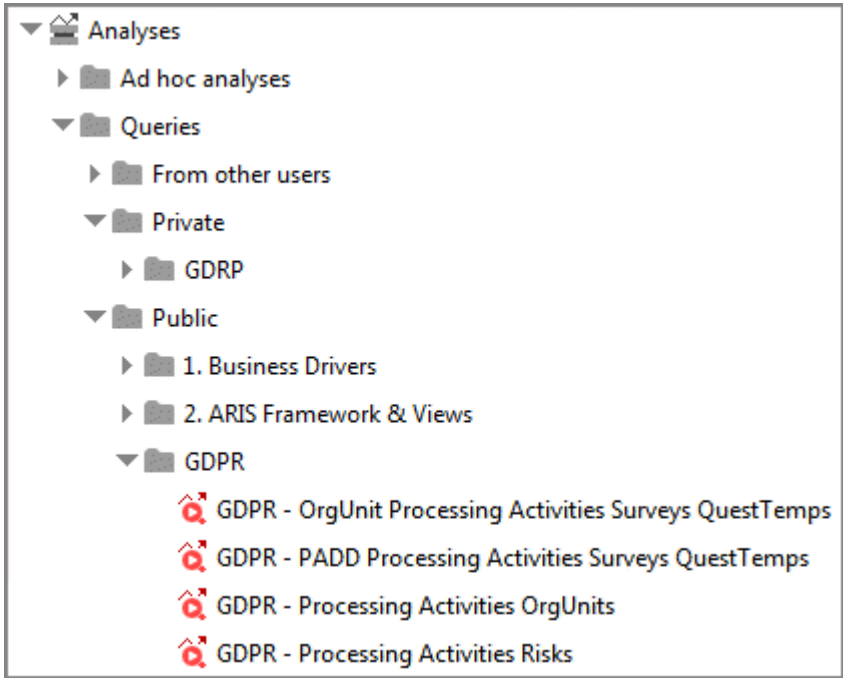 Analyses
Ad hoc analyses
Queries
From other users
Private
GDRP
Public
1. Business Drivers
2. ARIS Framework & Views
GDPR
GDPR - OrgUnit Processing Activities Surveys QuestTemps
GDPR - PADD Processing Activities Surveys QuestTemps
GDPR - Processing Activities OrgUnits
GDPR - Processing Activities Risks